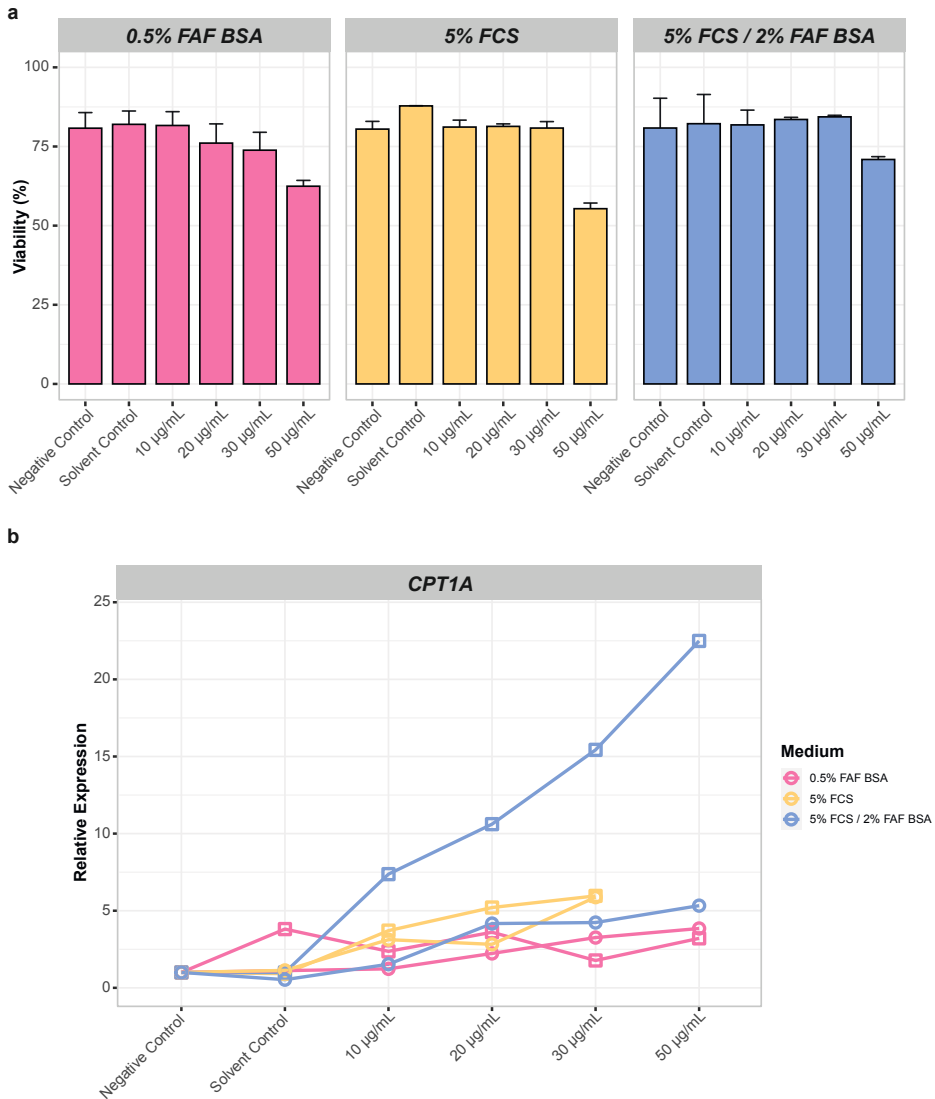 a
0.5% FAF BSA
5% FCS
5% FCS / 2% FAF BSA
Viability (%)
100
75
50
25
0
Negative Control
Solvent Control
10 µg/mL
20 µg/mL
30 µg/mL
50 µg/mL
Negative Control
Solvent Control
10 µg/mL
20 µg/mL
30 µg/mL
50 µg/mL
Negative Control
Solvent Control
10 µg/mL
20 µg/mL
30 µg/mL
50 µg/mL
b
CPT1A
Relative Expression
25
20
15
10
5
0
Negative Control
Solvent Control
10 µg/mL
20 µg/mL
30 µg/mL
50 µg/mL
Medium
0.5% FAF BSA
5% FCS
5% FCS / 2% FAF BSA